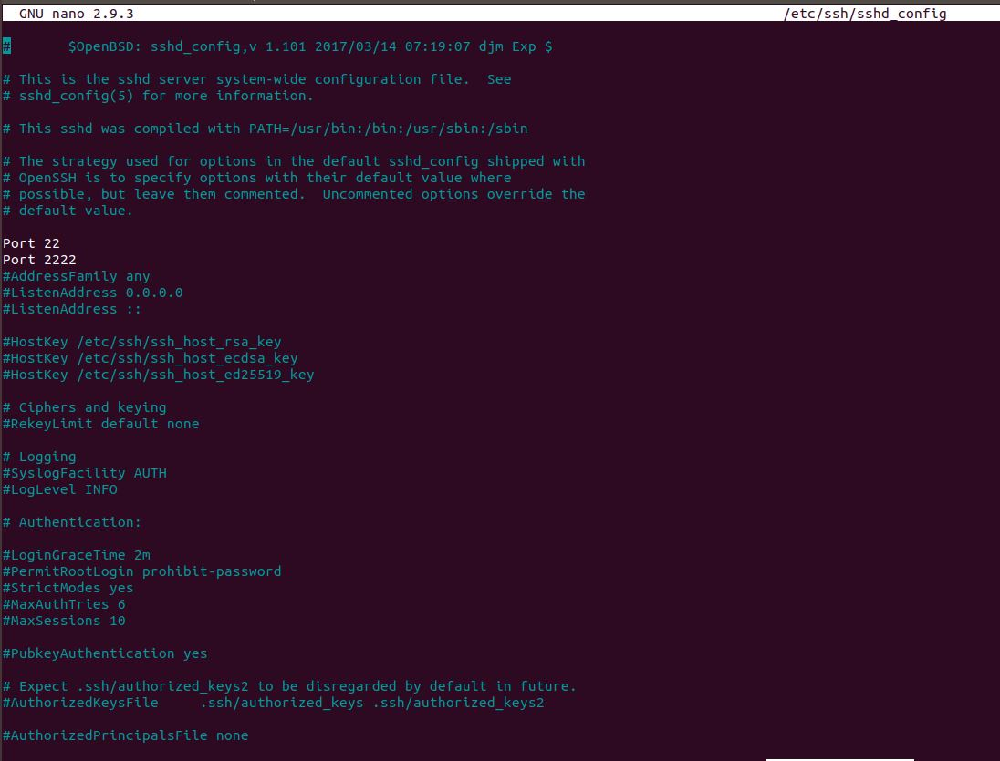 GNU nano 2.9.3 /etc/ssh/sshd_config
# $OpenBSD: sshd_config,v 1.101 2017/03/14 07:19:07 djm Exp $
# This is the sshd server system-wide configuration file.  See
# sshd_config(5) for more information.
# This sshd was compiled with PATH=/usr/bin:/bin:/usr/sbin:/sbin
# The strategy used for options in the default sshd_config shipped with
# OpenSSH is to specify options with their default value where
# possible, but leave them commented.  Uncommented options override the
# default value.
Port 22
Port 2222
#AddressFamily any
#ListenAddress 0.0.0.0
#ListenAddress ::
#HostKey /etc/ssh/ssh_host_rsa_key
#HostKey /etc/ssh/ssh_host_ecdsa_key
#HostKey /etc/ssh/ssh_host_ed25519_key
# Ciphers and keying
#RekeyLimit default none
# Logging
#SyslogFacility AUTH
#LogLevel INFO
# Authentication:
#LoginGraceTime 2m
#PermitRootLogin prohibit-password
#StrictModes yes
#MaxAuthTries 6
#MaxSessions 10
#PubkeyAuthentication yes
# Expect .ssh/authorized_keys2 to be disregarded by default in future.
#AuthorizedKeysFile     .ssh/authorized_keys .ssh/authorized_keys2
#AuthorizedPrincipalsFile none